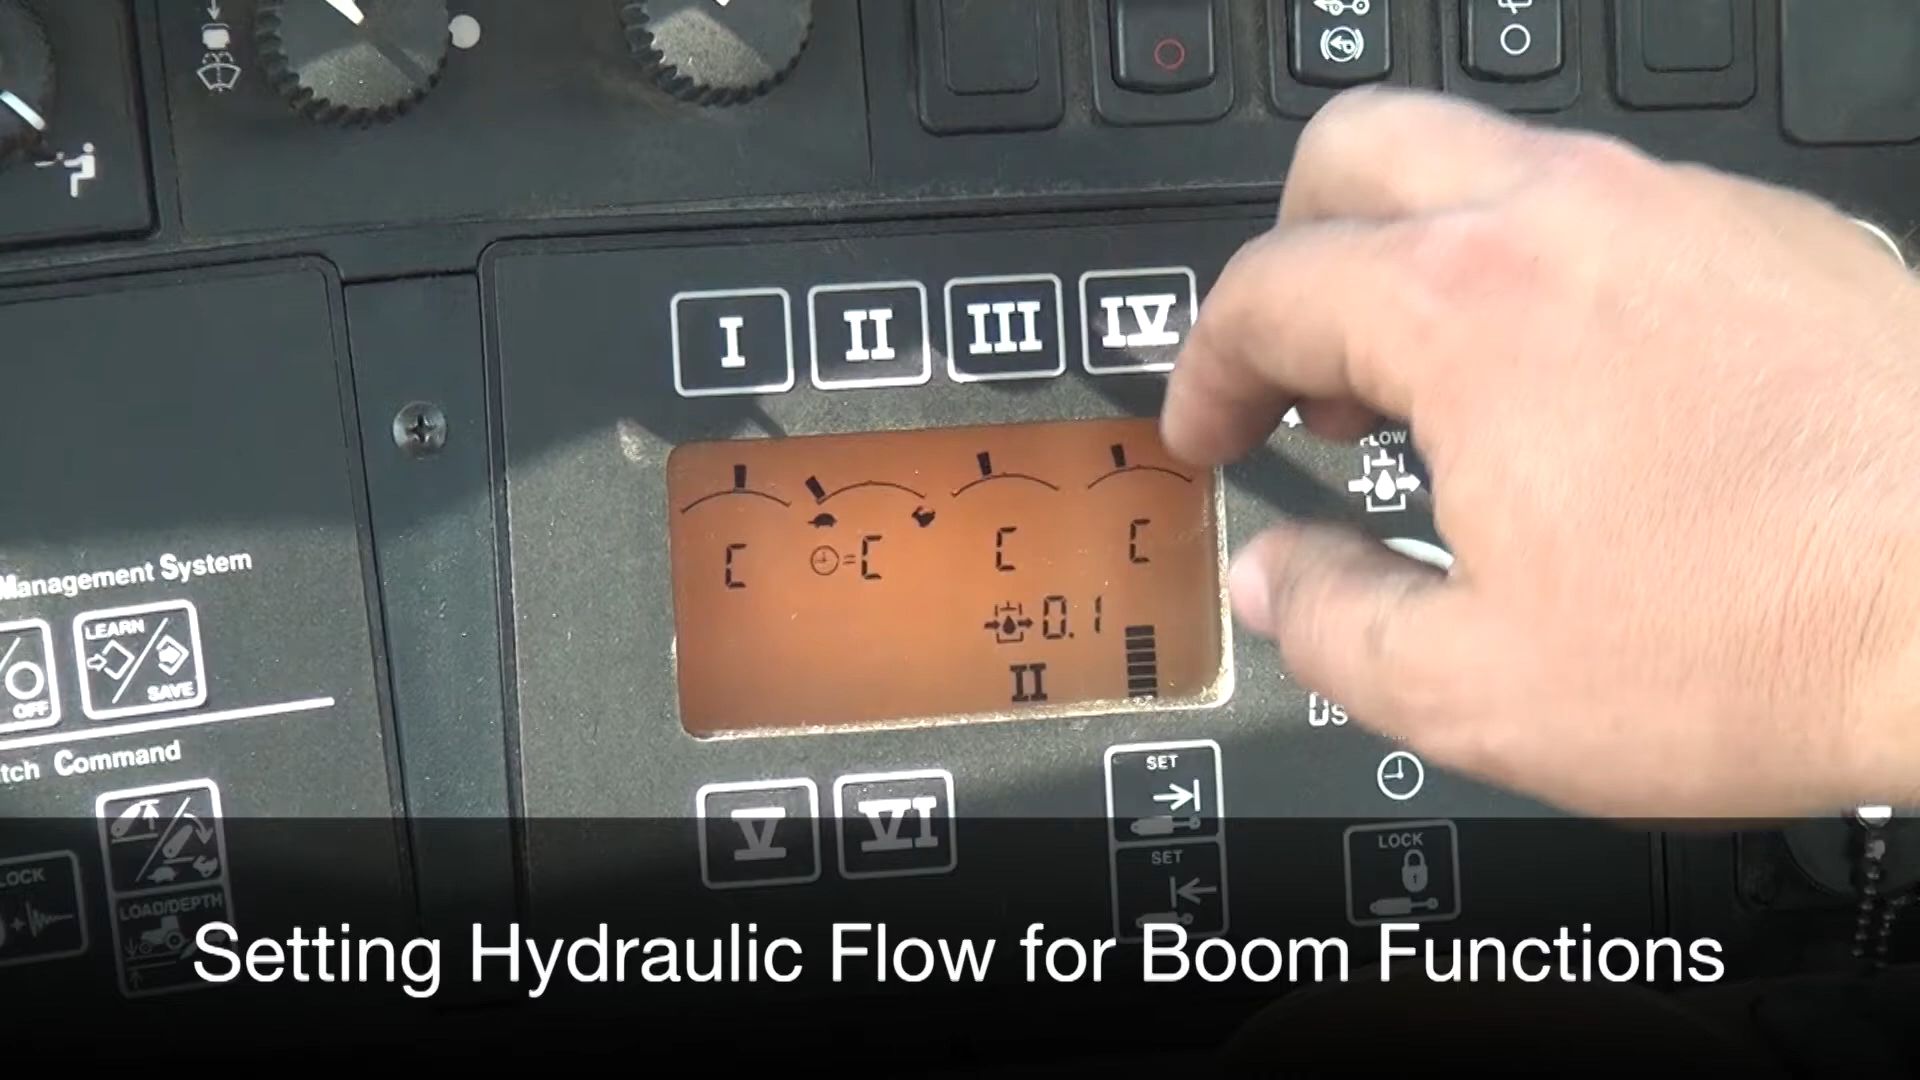 I II III IV
FLOW
C = C C C
0.1
II
Management System
LEARN
SAVE
OFF
tch Command
V VI
SET
SET
LOCK
LOCK
LOAD/DEPTH
Setting Hydraulic Flow for Boom Functions